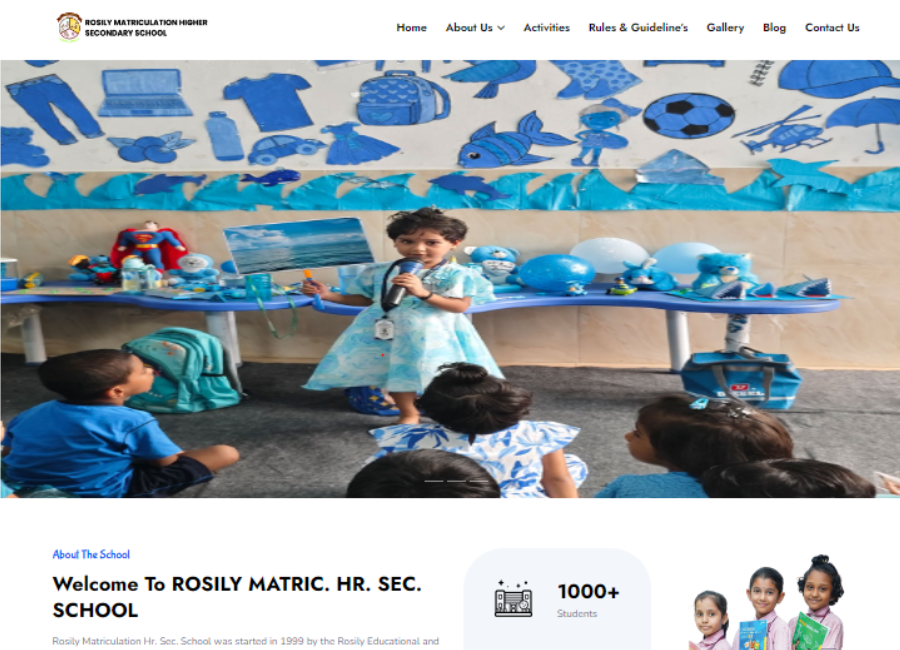 ROSILY MATRICULATION HIGHER
SECONDARY SCHOOL
Home About Us Activities Rules & Guideline's Gallery Blog Contact Us
About The School
Welcome To ROSILY MATRIC. HR. SEC.
SCHOOL
Rosily Matriculation Hr. Sec. School was started in 1999 by the Rosily Educational and
1000+
Students